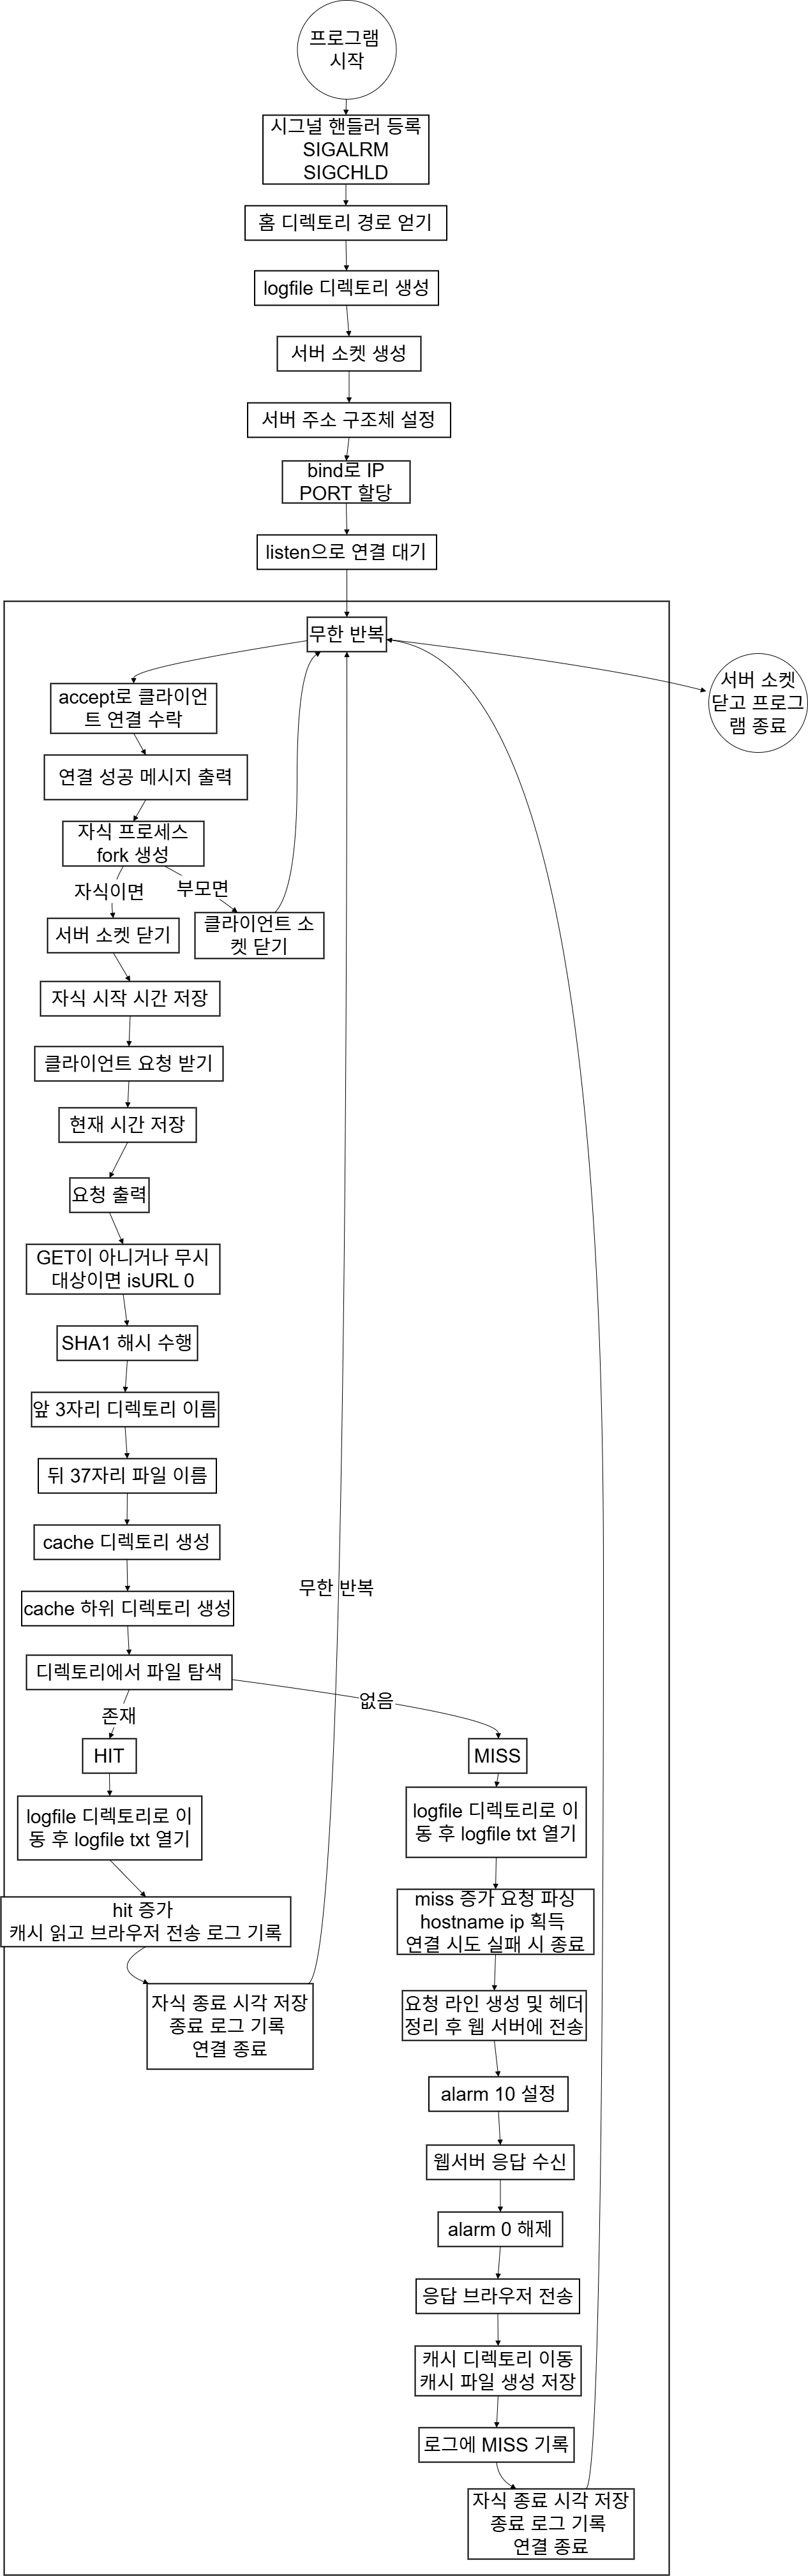 프로그램
시작
시그널 핸들러 등록
SIGALRM
SIGCHLD
홈 디렉토리 경로 얻기
logfile 디렉토리 생성
서버 소켓 생성
서버 주소 구조체 설정
bind로 IP
PORT 할당
listen으로 연결 대기
무한 반복
서버 소켓
닫고 프로그
램 종료
accept로 클라이언
트 연결 수락
연결 성공 메시지 출력
자식 프로세스
fork 생성
자식이면
부모면
서버 소켓 닫기
클라이언트 소
켓 닫기
자식 시작 시간 저장
클라이언트 요청 받기
현재 시간 저장
요청 출력
GET이 아니거나 무시
대상이면 isURL 0
SHA1 해시 수행
앞 3자리 디렉토리 이름
뒤 37자리 파일 이름
cache 디렉토리 생성
무한 반복
cache 하위 디렉토리 생성
디렉토리에서 파일 탐색
존재
없음
HIT
logfile 디렉토리로 이
동 후 logfile txt 열기
hit 증가
캐시 읽고 브라우저 전송 로그 기록
자식 종료 시각 저장
종료 로그 기록
연결 종료
MISS
logfile 디렉토리로 이
동 후 logfile txt 열기
miss 증가 요청 파싱
hostname ip 획득
연결 시도 실패 시 종료
요청 라인 생성 및 헤더
정리 후 웹 서버에 전송
alarm 10 설정
웹서버 응답 수신
alarm 0 해제
응답 브라우저 전송
캐시 디렉토리 이동
캐시 파일 생성 저장
로그에 MISS 기록
자식 종료 시각 저장
종료 로그 기록
연결 종료